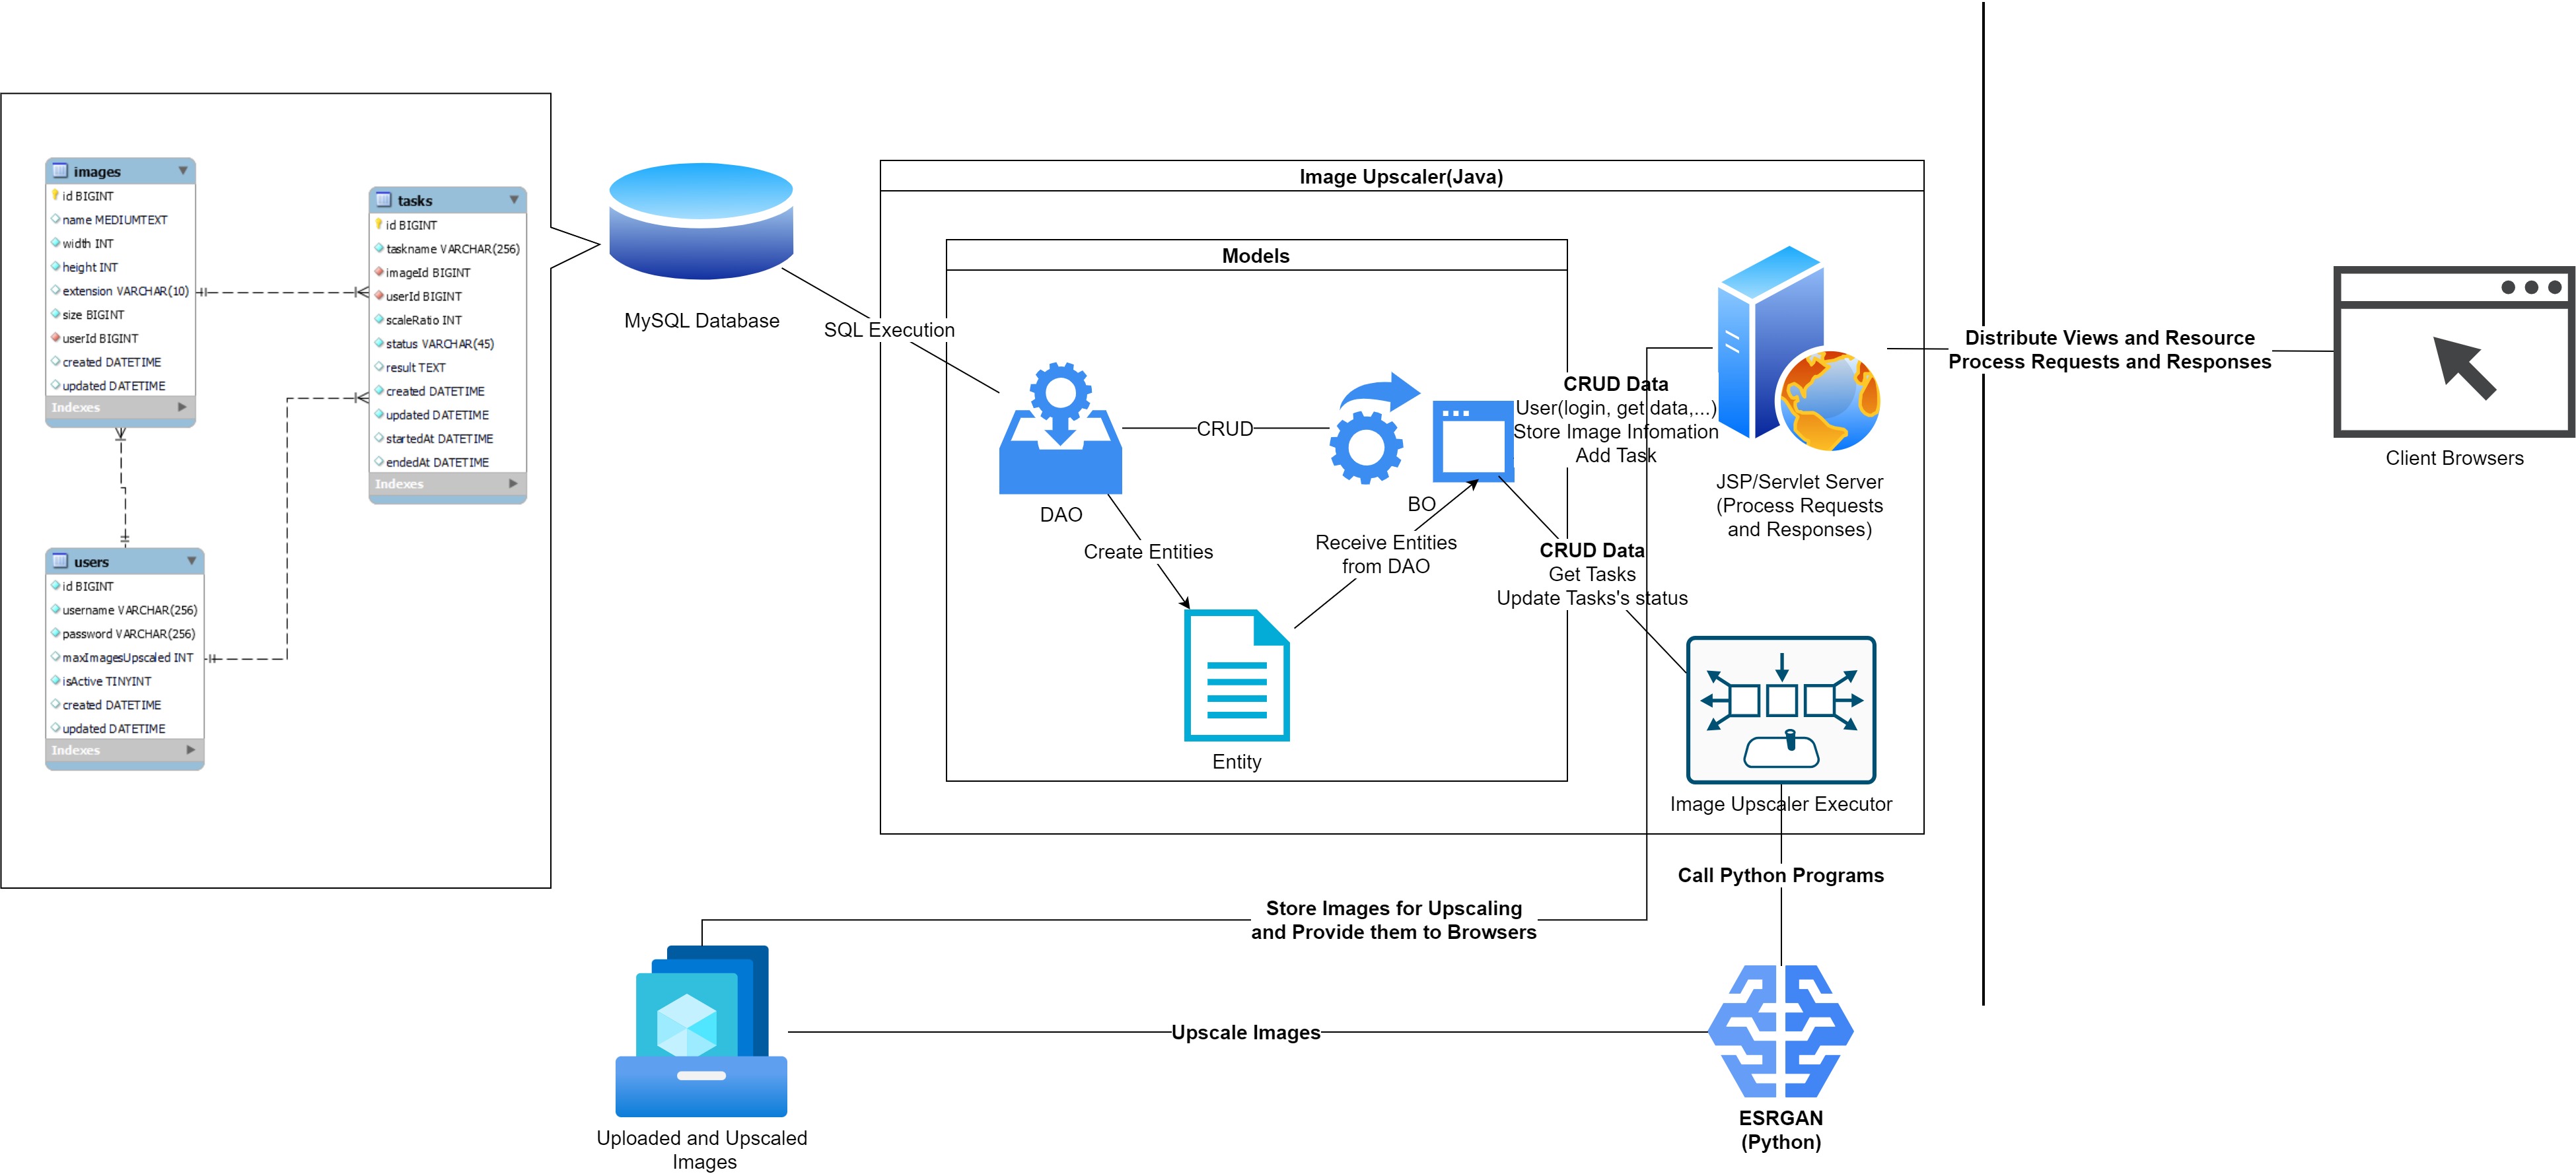 images
id BIGINT
name MEDIUMTEXT
width INT
height INT
extension VARCHAR(10)
size BIGINT
userId BIGINT
created DATETIME
updated DATETIME
Indexes
tasks
id BIGINT
taskname VARCHAR(256)
imageId BIGINT
userId BIGINT
scaleRatio INT
status VARCHAR(45)
result TEXT
created DATETIME
updated DATETIME
startedAt DATETIME
endedAt DATETIME
Indexes
users
id BIGINT
username VARCHAR(256)
password VARCHAR(256)
maxImagesUpscaled INT
isActive TINYINT
created DATETIME
updated DATETIME
Indexes
MySQL Database
SQL Execution
Image Upscaler(Java)
Models
DAO
CRUD
BO
Create Entities
Receive Entities
from DAO
Entity
CRUD Data
User(login, get data,...)
Store Image Infomation
Add Task
CRUD Data
Get Tasks
Update Tasks's status
JSP/Servlet Server
(Process Requests
and Responses)
Image Upscaler Executor
Distribute Views and Resource
Process Requests and Responses
Client Browsers
Call Python Programs
Store Images for Upscaling
and Provide them to Browsers
Upscale Images
Uploaded and Upscaled
Images
ESRGAN
(Python)